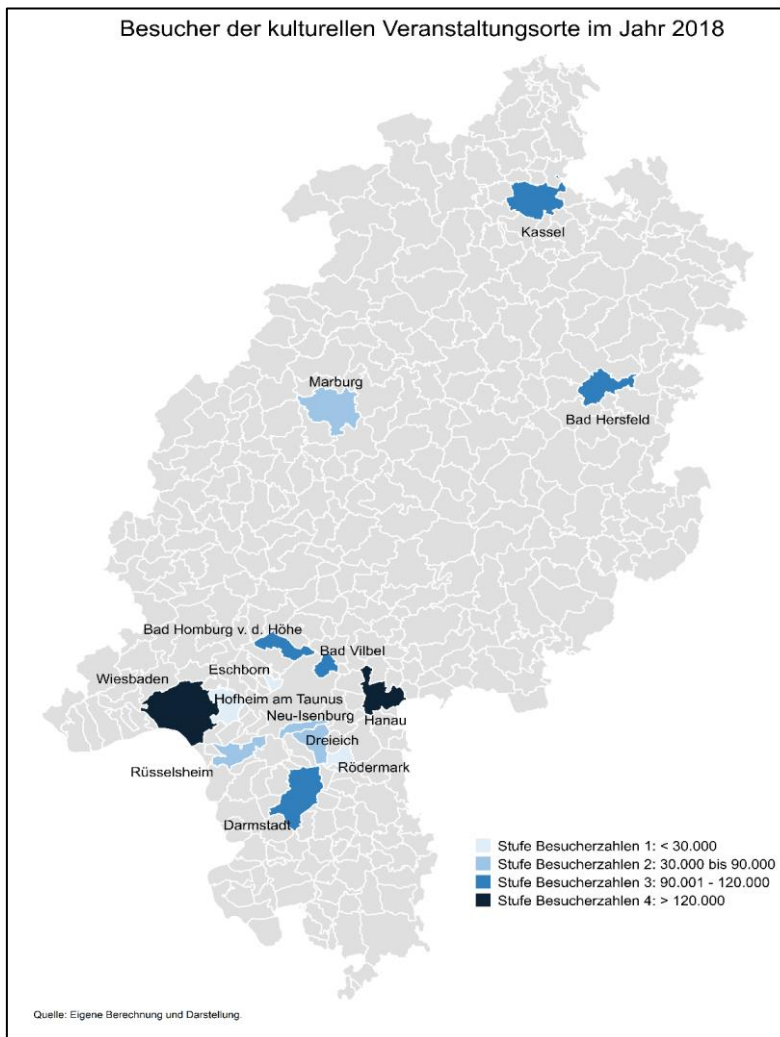 Besucher der kulturellen Veranstaltungsorte im Jahr 2018
Kassel
Marburg
Bad Hersfeld
Bad Homburg v. d. Höhe
Bad Vilbel
Eschborn
Wiesbaden
Hofheim am Taunus
Neu-Isenburg
Hanau
Dreieich
Rüsselsheim
Rödermark
Darmstadt
Stufe Besucherzahlen 1: < 30.000
Stufe Besucherzahlen 2: 30.000 bis 90.000
Stufe Besucherzahlen 3: 90.001 - 120.000
Stufe Besucherzahlen 4: > 120.000
Quelle: Eigene Berechnung und Darstellung.